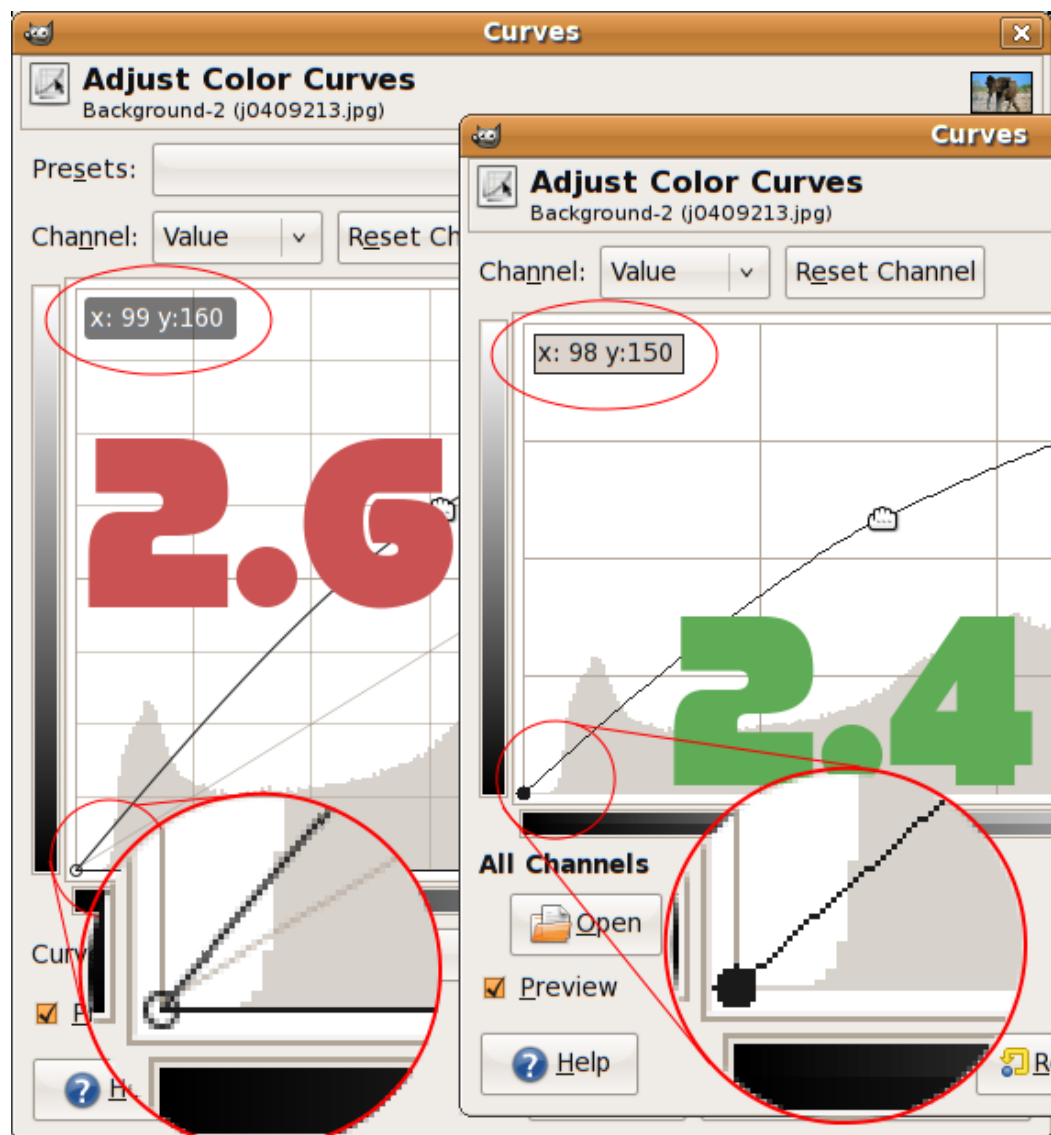 Curves
Adjust Color Curves
Background-2 (j0409213.jpg)
Presets:
Channel: Value
x: 99 y:160
2.6
Curves
Adjust Color Curves
Background-2 (j0409213.jpg)
Channel: Value Reset Channel
x: 98 y:150
2.4
All Channels
Open
Preview
Help